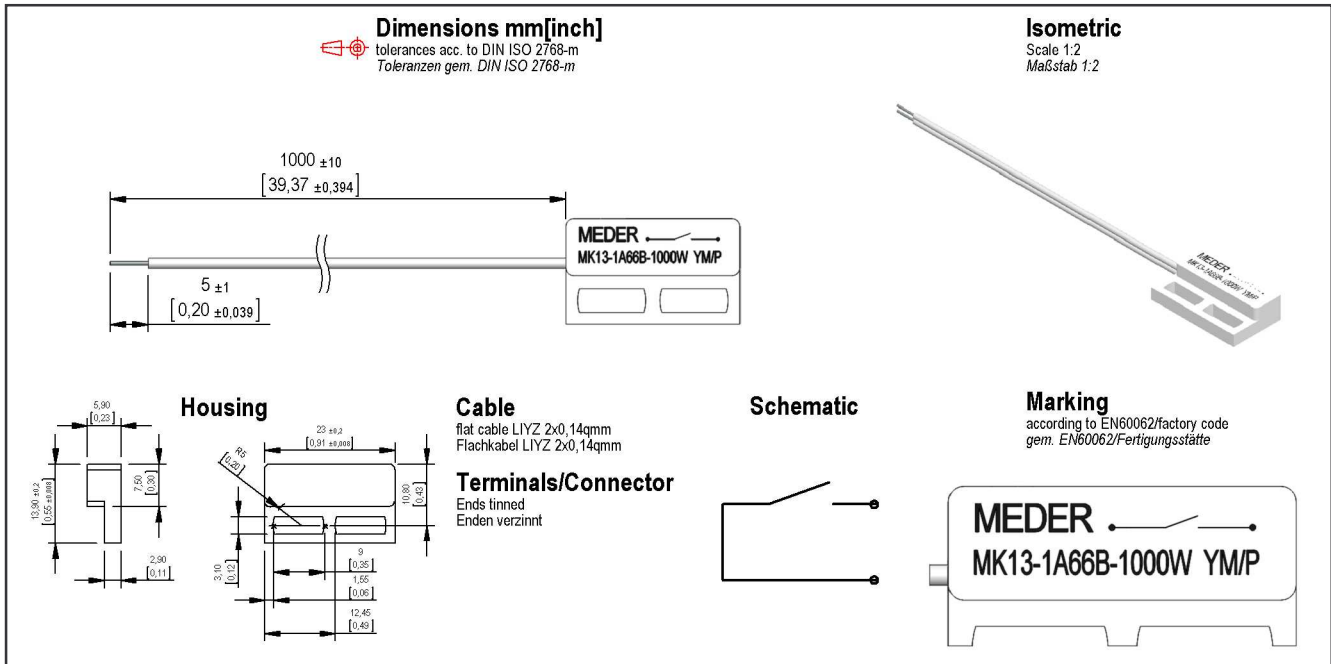 Dimensions mm[inch]
tolerances acc. to DIN ISO 2768-m
Toleranzen gem. DIN ISO 2768-m
Isometric
Scale 1:2
Maßstab 1:2
1000 ±10
[39,37 ±0,394]
MEDER
MK13-1A66B-1000W YM/P
5 ±1
[0,20 ±0,039]
MEDER
MK13-1A66B-1000W YM/P
Housing
5,90
[0,23]
7,50
[0,30]
13,90 ±0,2
[0,55 ±0,008]
2,90
[0,11]
23 ±0,2
[0,91 ±0,008]
R5
[0,20]
10,80
[0,43]
3,10
[0,12]
9
[0,35]
1,55
[0,06]
12,45
[0,49]
Cable
flat cable LIYZ 2x0,14qmm
Flachkabel LIYZ 2x0,14qmm
Terminals/Connector
Ends tinned
Enden verzinnt
Schematic
Marking
according to EN60062/factory code
gem. EN60062/Fertigungsstätte
MEDER
MK13-1A66B-1000W YM/P